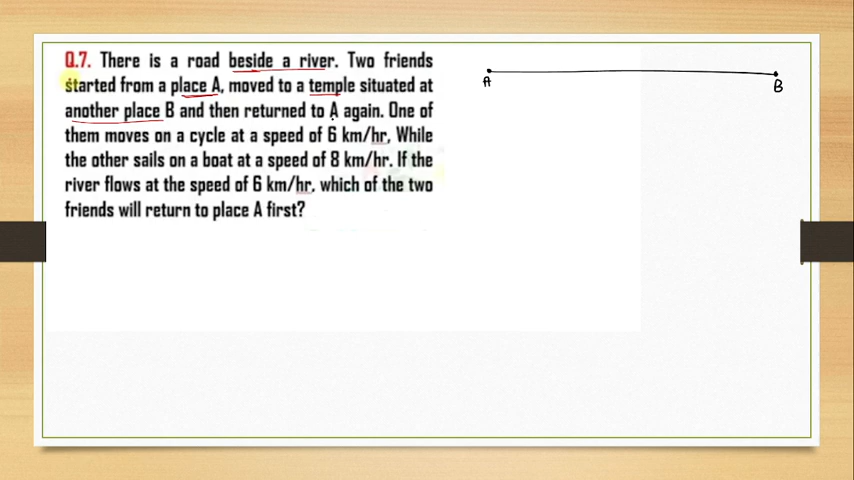 Q.7. There is a road beside a river. Two friends
started from a place A, moved to a temple situated at
another place B and then returned to A again. One of
them moves on a cycle at a speed of 6 km/hr, While
the other sails on a boat at a speed of 8 km/hr. If the
river flows at the speed of 6 km/hr, which of the two
friends will return to place A first?
A B